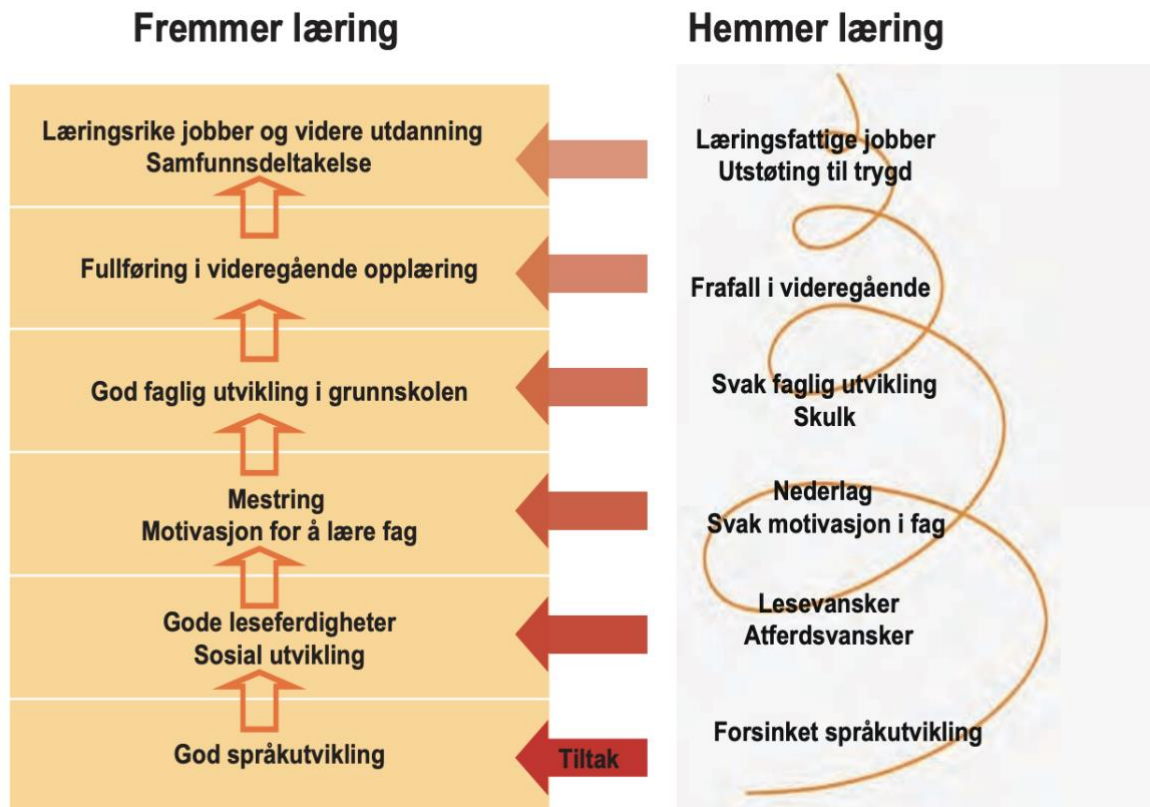 Fremmer læring
Læringsrike jobber og videre utdanning
Samfunnsdeltakelse
Fullføring i videregående opplæring
God faglig utvikling i grunnskolen
Mestring
Motivasjon for å lære fag
Gode leseferdigheter
Sosial utvikling
God språkutvikling
Tiltak
Hemmer læring
Læringsfattige jobber
Utstøting til trygd
Frafall i videregående
Svak faglig utvikling
Skulk
Nederlag
Svak motivasjon i fag
Lesevansker
Atferdsvansker
Forsinket språkutvikling